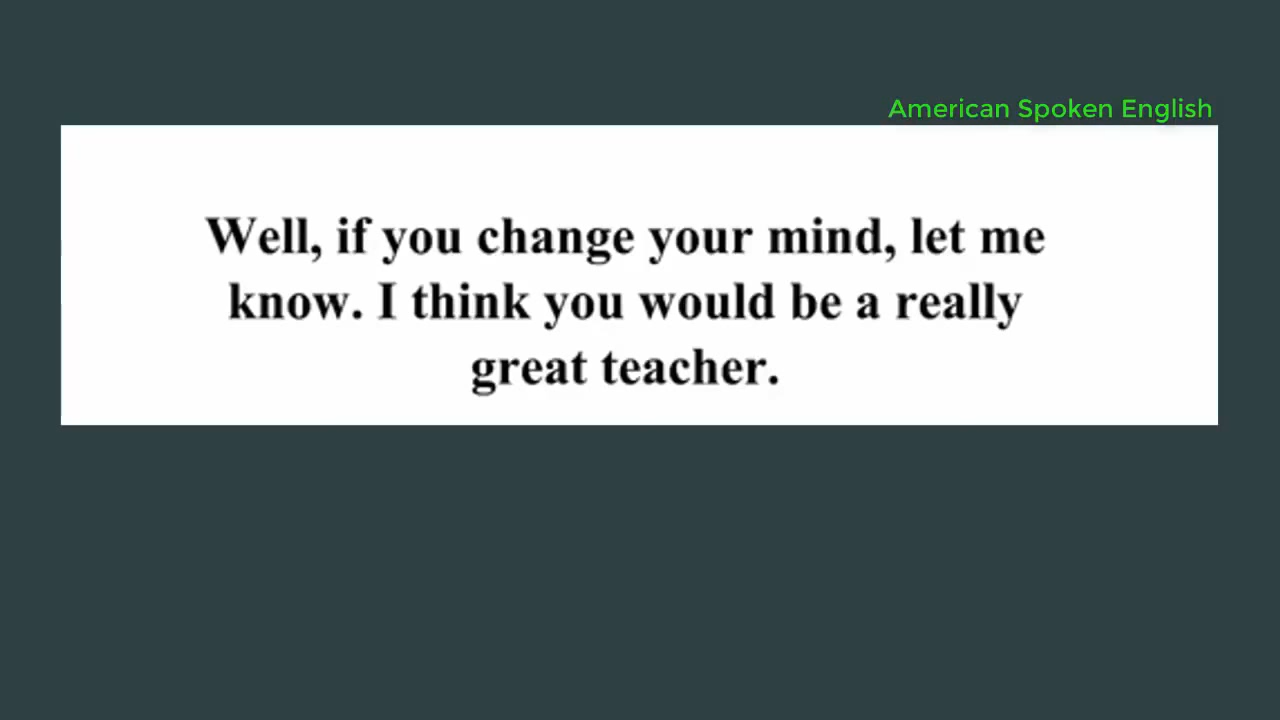 American Spoken English
Well, if you change your mind, let me
know. I think you would be a really
great teacher.